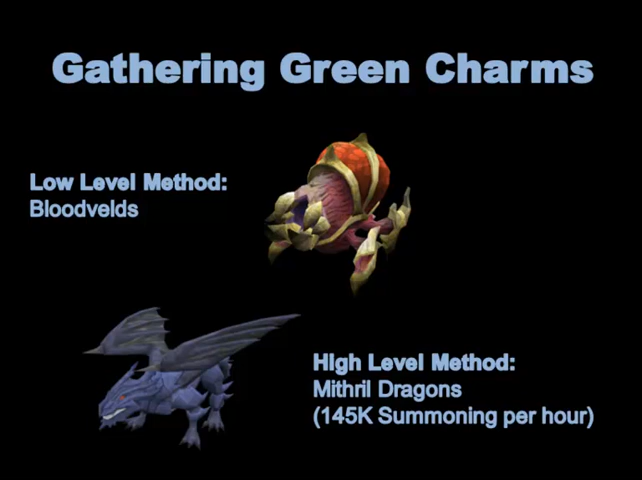 Gathering Green Charms
Low Level Method:
Bloodvelds
High Level Method:
Mithril Dragons
(145K Summoning per hour)